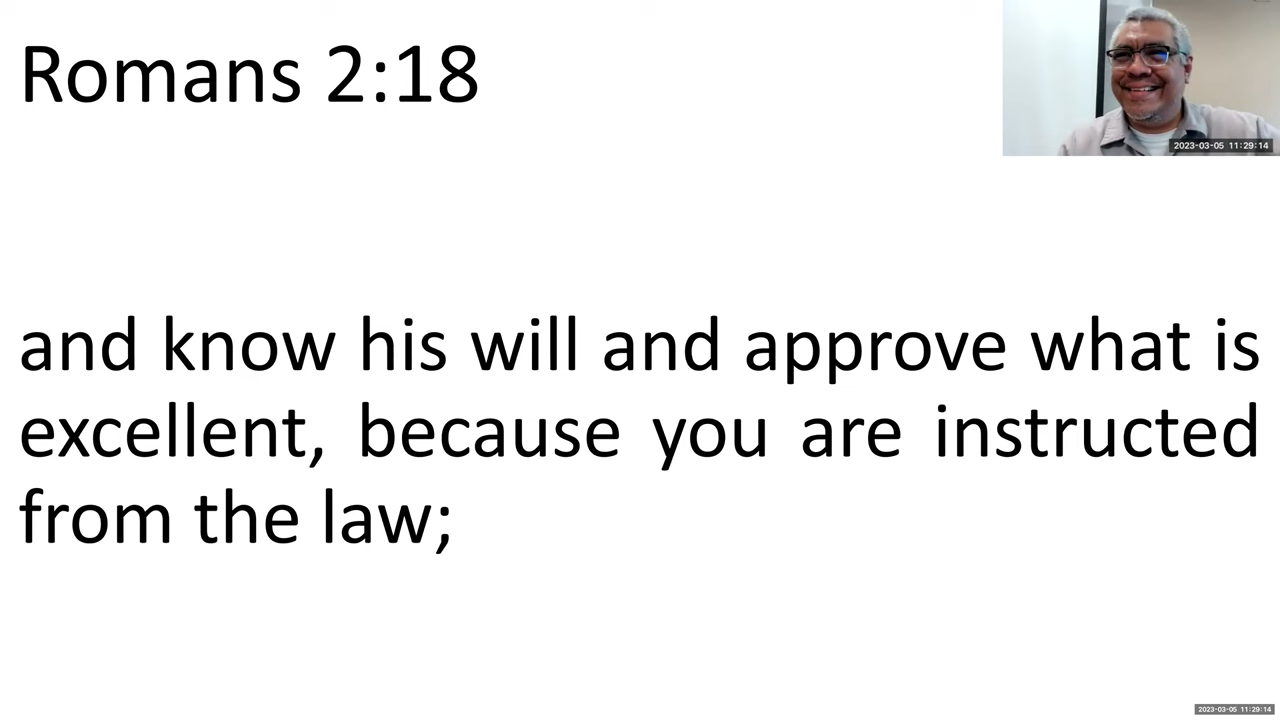 Romans 2:18
2023-03-05 11:29:14
and know his will and approve what is
excellent, because you are instructed
from the law;
2023-03-05 11:29:14